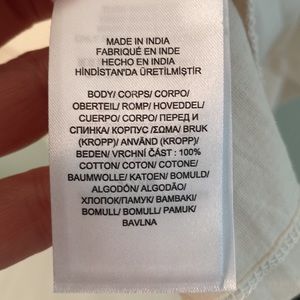 MADE IN INDIA
FABRIQUÉ EN INDE
HECHO EN INDIA
HİNDİSTAN'DA ÜRETİLMİŞTİR
BODY/ CORPS/ CORPO/
OBERTEIL/ ROMP/ HOVEDDEL/
CUERPO/ CORPO/ ПЕРЕД И
СПИНКА/ КОРПУС /ΣΩΜΑ/ BRUK
(KROPP)/ ANVÄND (KROPP)/
BEDEN/ VRCHNÍ ČÁST : 100%
COTTON/ COTON/ COTONE/
BAUMWOLLE/ KATOEN/ BOMULD/
ALGODÓN/ ALGODÃO/
ХЛОПОК/ПАМУК/ ΒΑΜΒΑΚΙ/
BOMULL/ BOMULL/ PAMUK/
BAVLNA